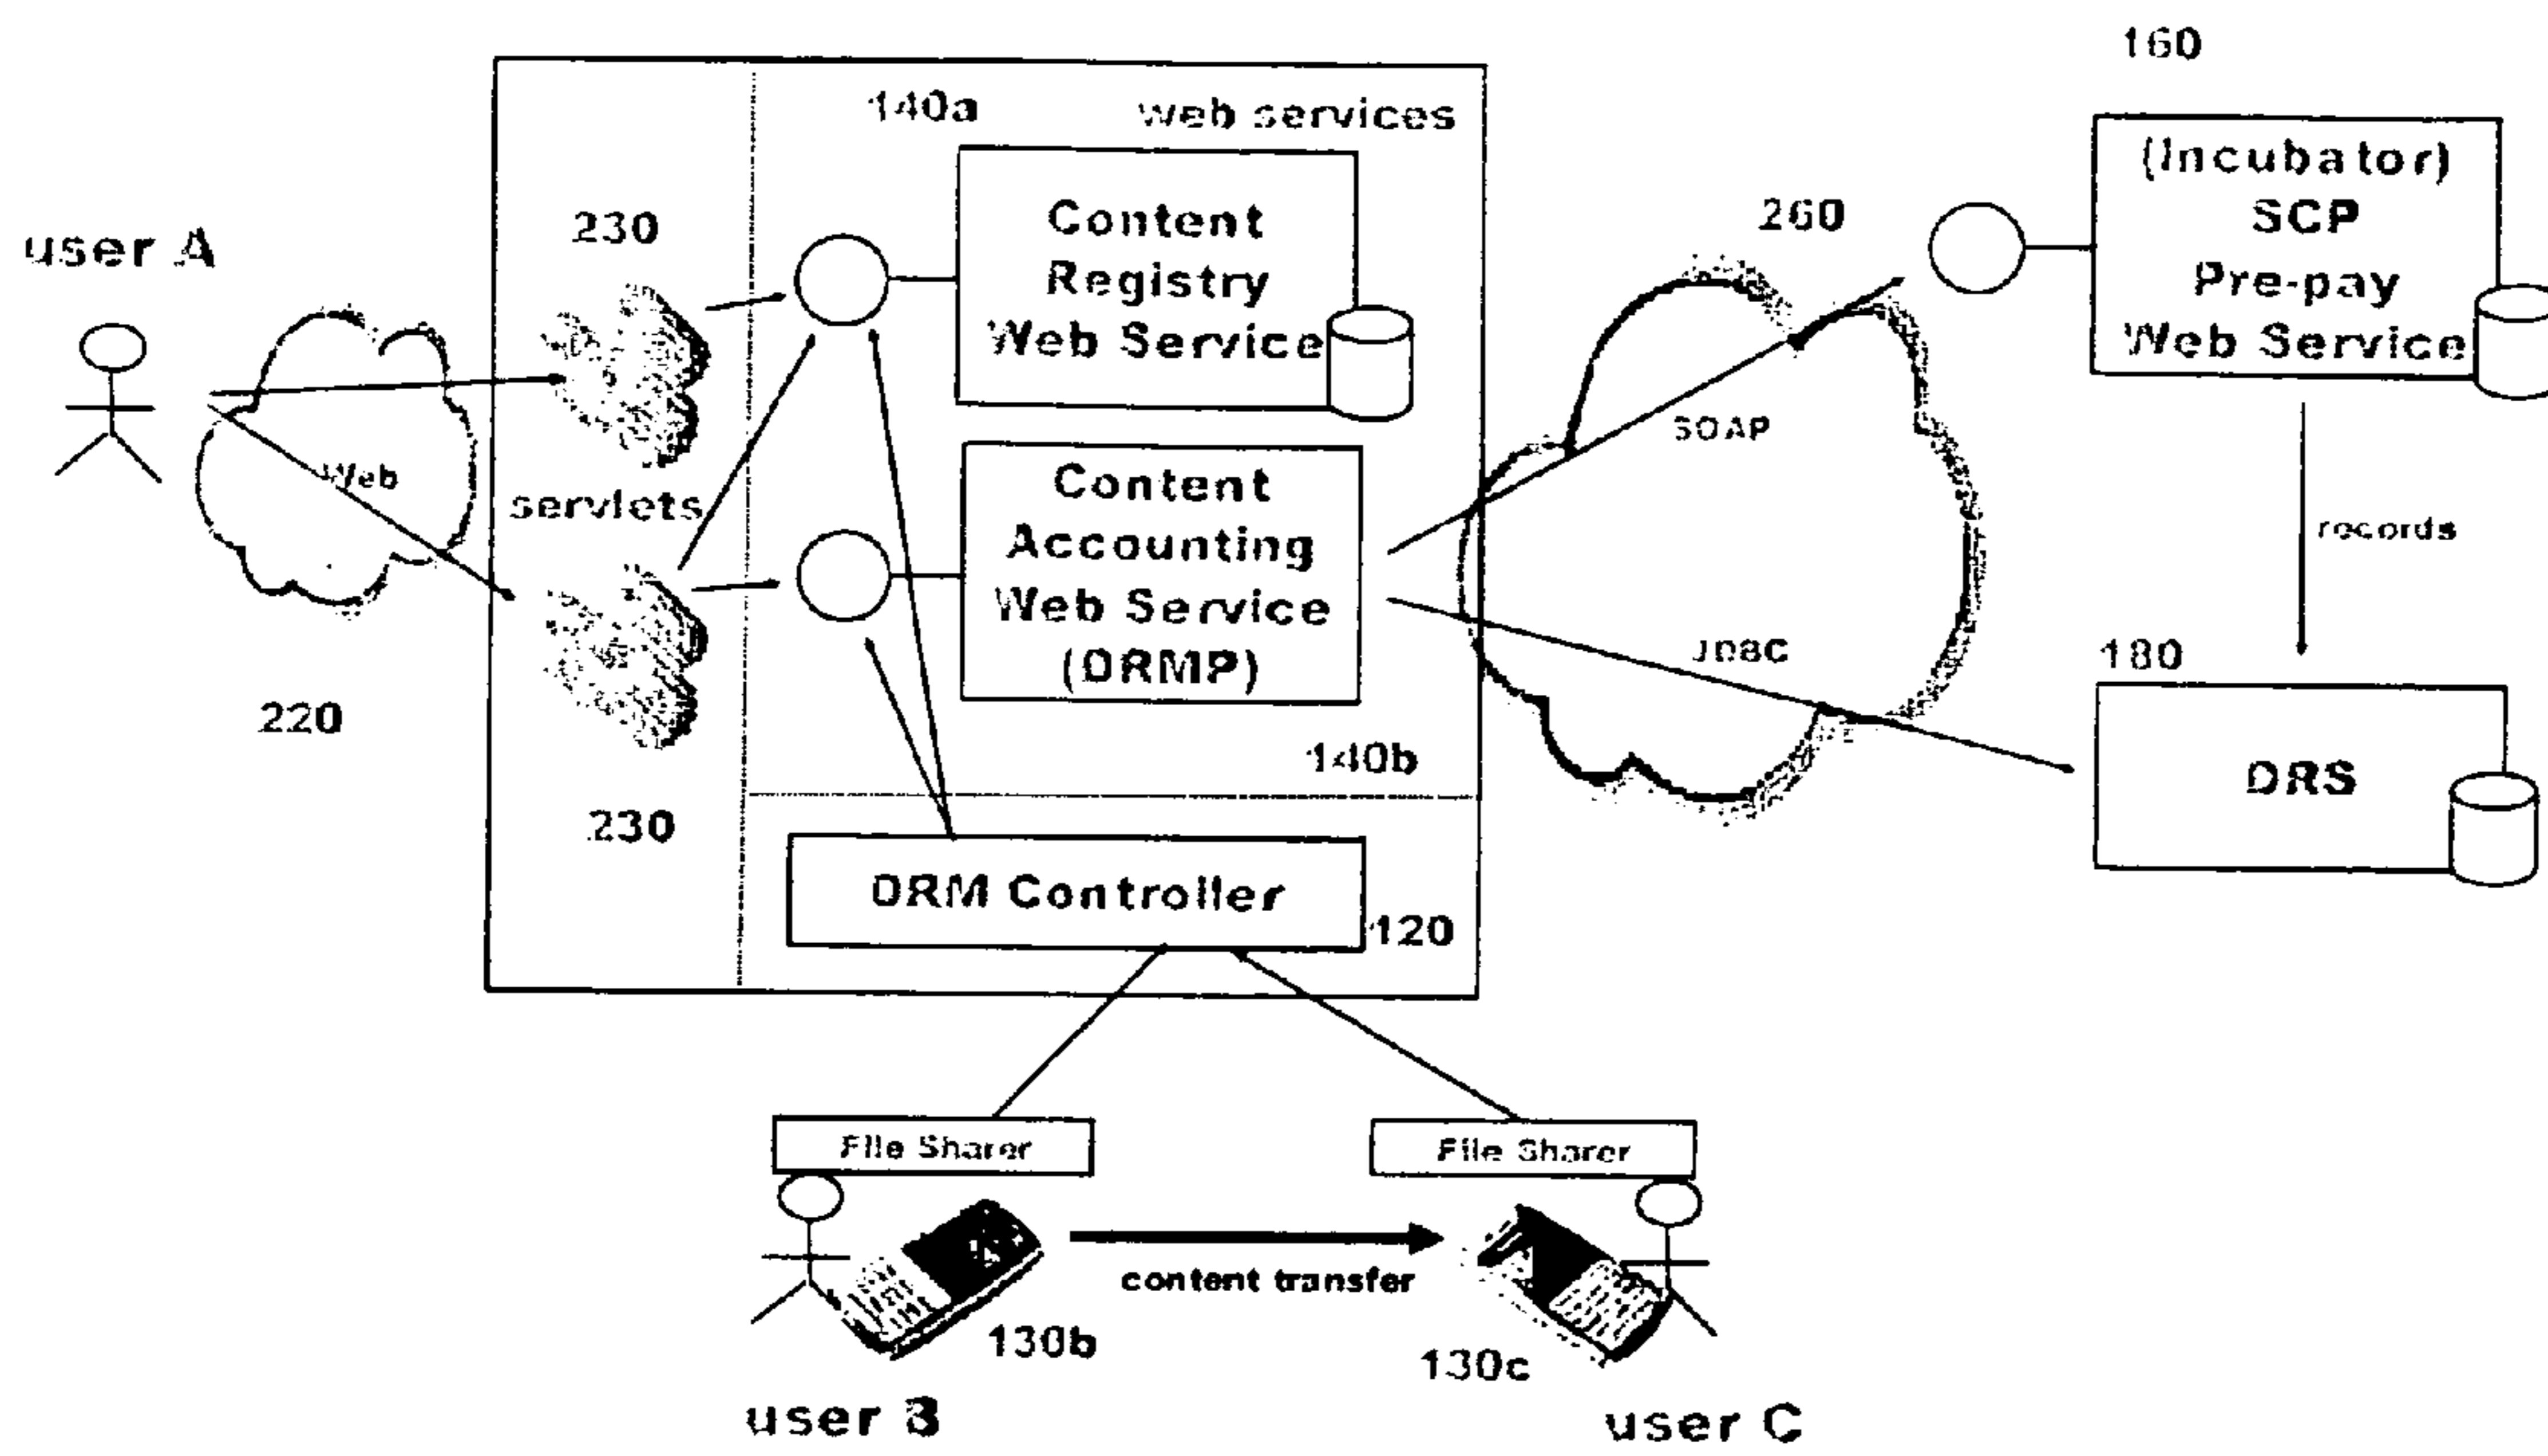 160
140a
web services
(Incubator)
SCP
Pre-pay
Web Service
260
230
user A
Content
Registry
Web Service
SOAP
Web
servlets
Content
Accounting
Web Service
(DRMP)
records
JDBC
180
220
140b
DRS
230
DRM Controller
120
File Sharer
File Sharer
content transfer
130b
130c
user B
user C